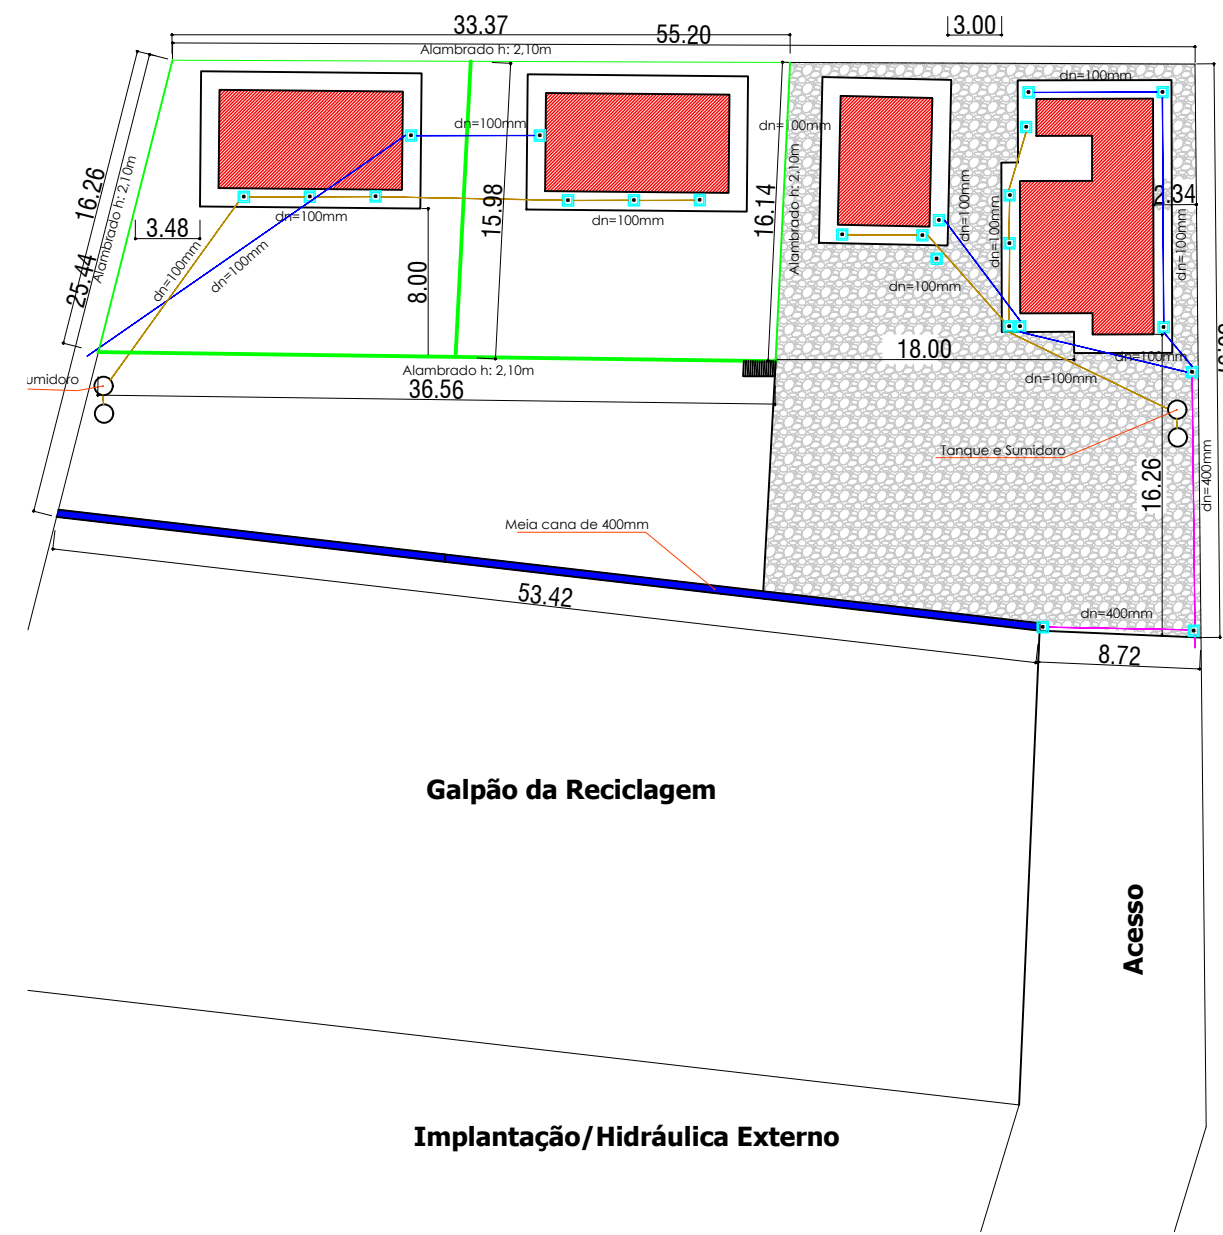 33.37
55.20
3.00
Alambrado h: 2,10m
dn=100mm
dn=100mm
dn=100mm
16.26
Alambrado h: 2,10m
25.44
3.48
dn=100mm
dn=100mm
dn=100mm
8.00
15.98
dn=100mm
16.14
Alambrado h: 2,10m
dn=100mm
dn=100mm
2.34
dn=100mm
dn=100mm
18.00
dn=100mm
dn=100mm
Alambrado h: 2,10m
36.56
umidoro
Tanque e Sumidoro
16.26
dn=400mm
Meia cana de 400mm
53.42
dn=400mm
8.72
Galpão da Reciclagem
Acesso
Implantação/Hidráulica Externo